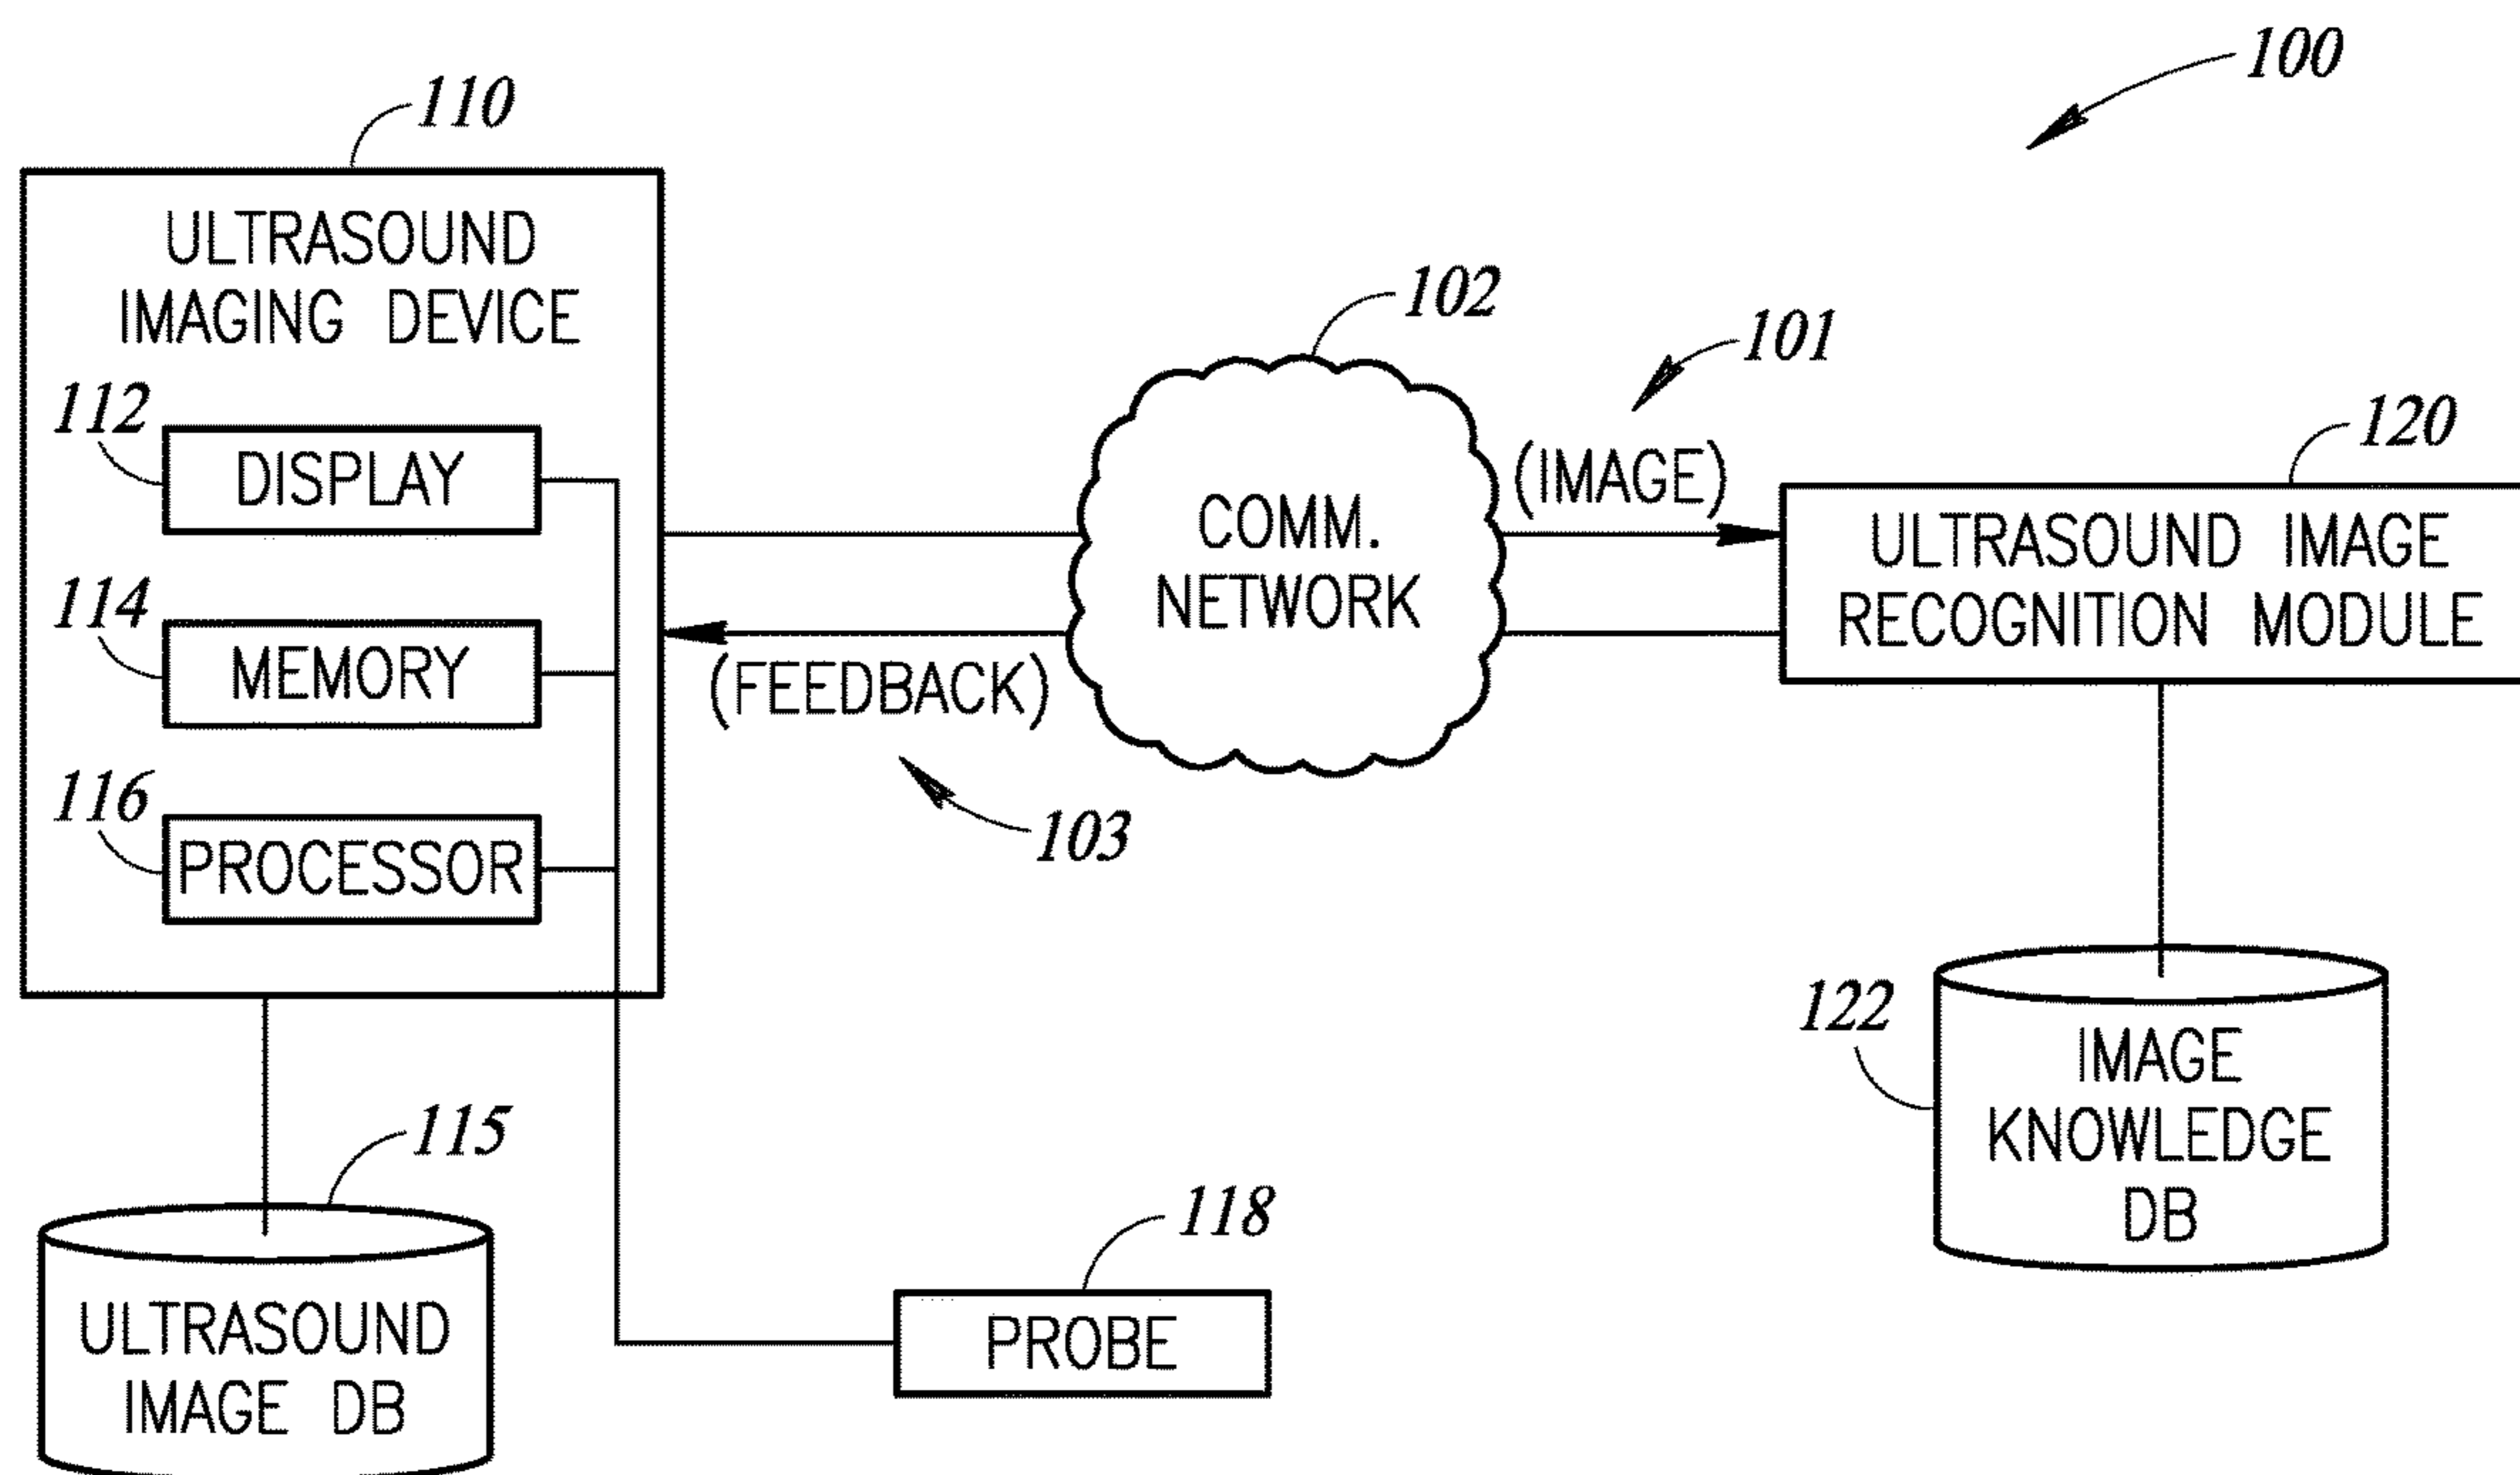 100
110
ULTRASOUND
IMAGING DEVICE
112
DISPLAY
114
MEMORY
116
PROCESSOR
102
COMM.
NETWORK
101
(IMAGE)
(FEEDBACK)
103
120
ULTRASOUND IMAGE
RECOGNITION MODULE
122
IMAGE
KNOWLEDGE
DB
115
ULTRASOUND
IMAGE DB
118
PROBE